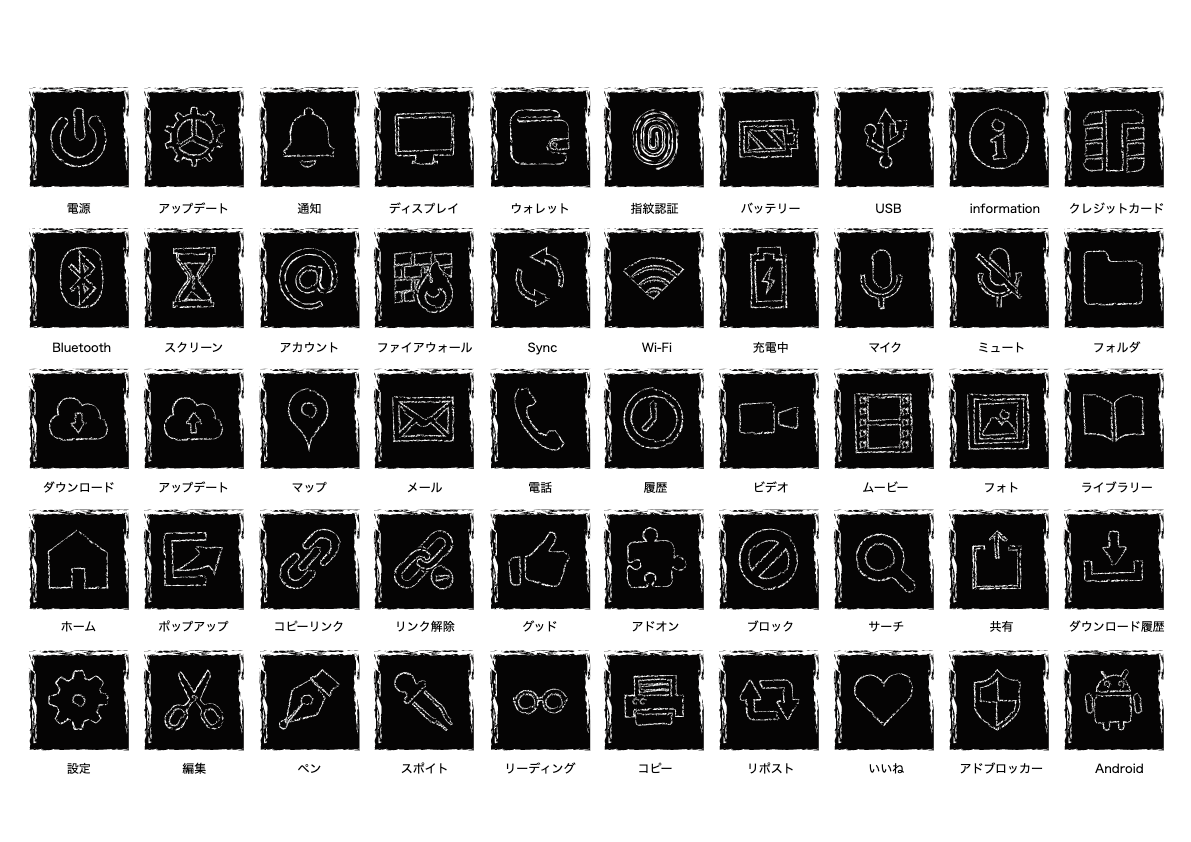 電源 アップデート 通知 ディスプレイ ウォレット 指紋認証 バッテリー USB information クレジットカード
Bluetooth スクリーン アカウント ファイアウォール Sync Wi-Fi 充電中 マイク ミュート フォルダ
ダウンロード アップデート マップ メール 電話 履歴 ビデオ ムービー フォト ライブラリー
ホーム ポップアップ コピーリンク リンク解除 グッド アドオン ブロック サーチ 共有 ダウンロード履歴
設定 編集 ペン スポイト リーディング コピー リポスト いいね アドブロッカー Android